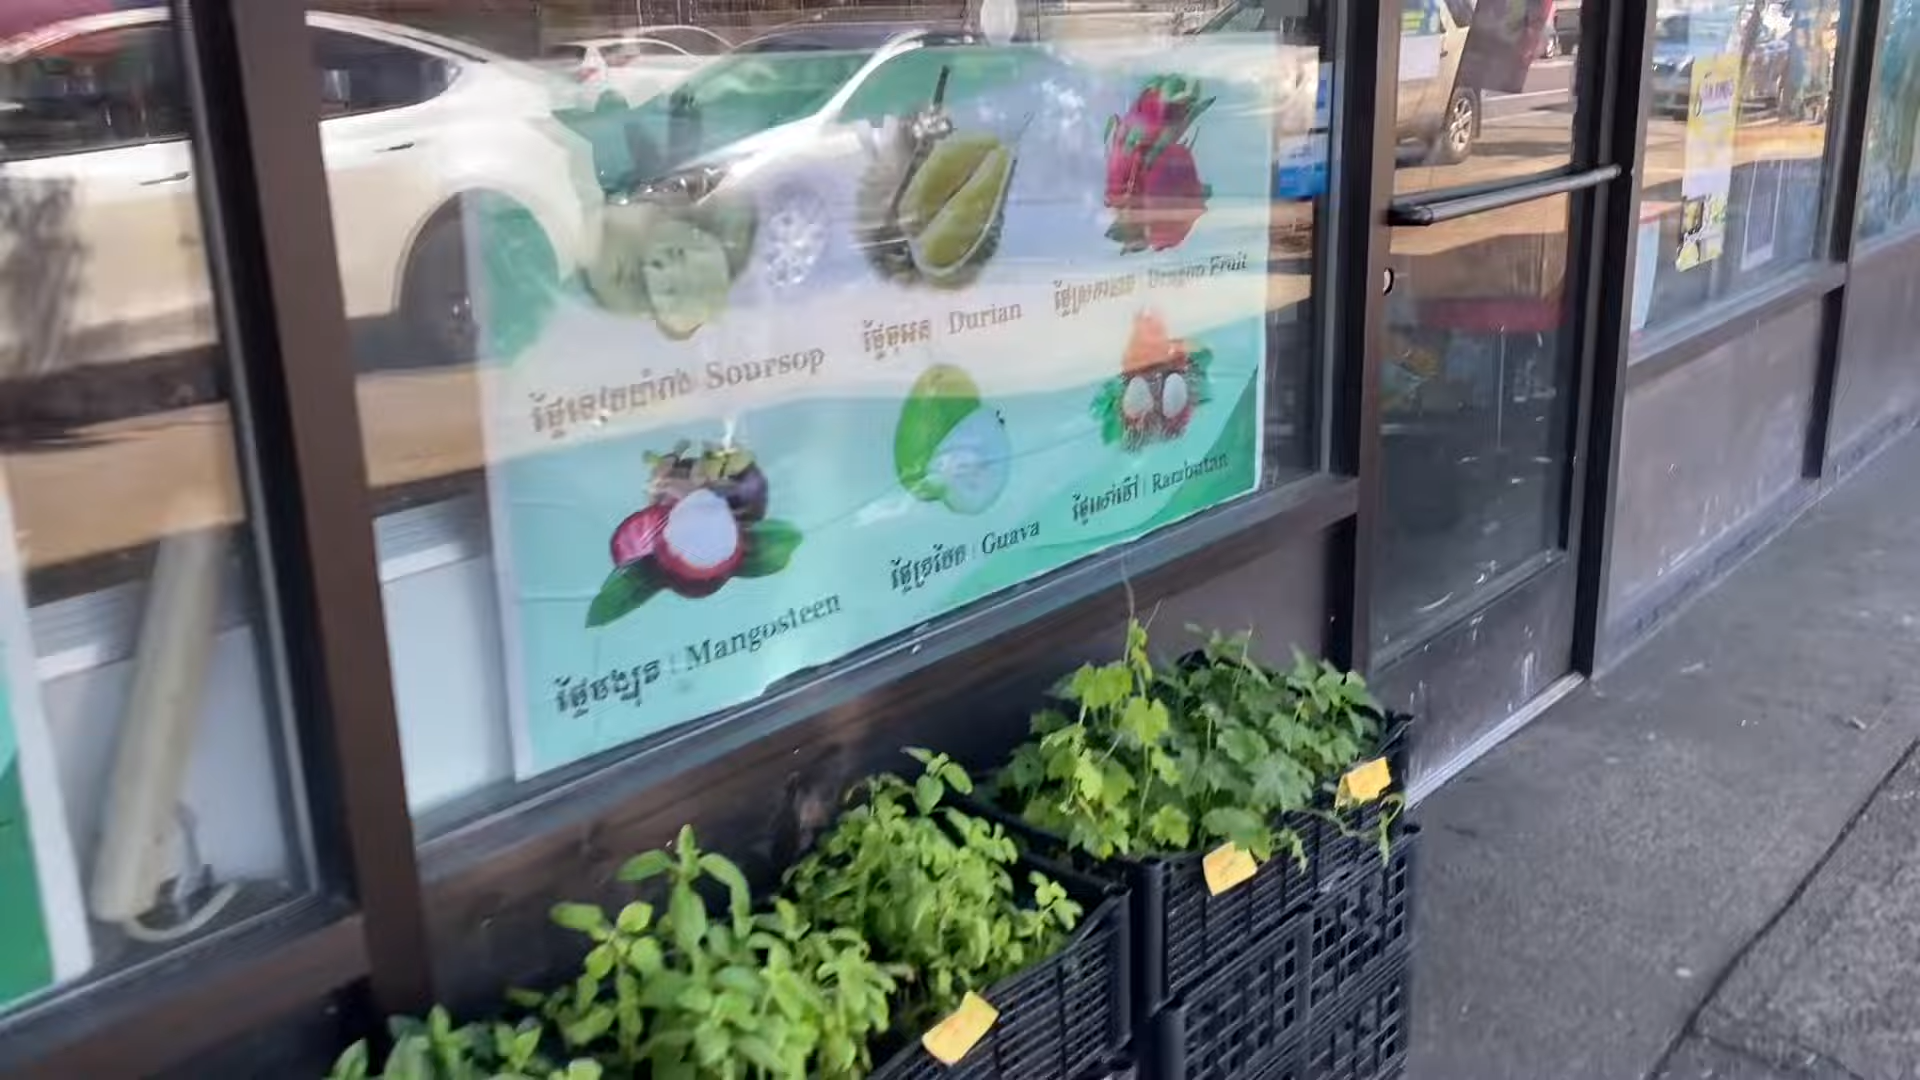 ផ្លែទៀបបារាំង Soursop
ផ្លែធុរេន | Durian
ផ្លែស្រកានាគ | Dragon Fruit
ផ្លែមង្ឃុត | Mangosteen
ផ្លែត្របែក | Guava
ផ្លែសាវម៉ាវ | Rambutan